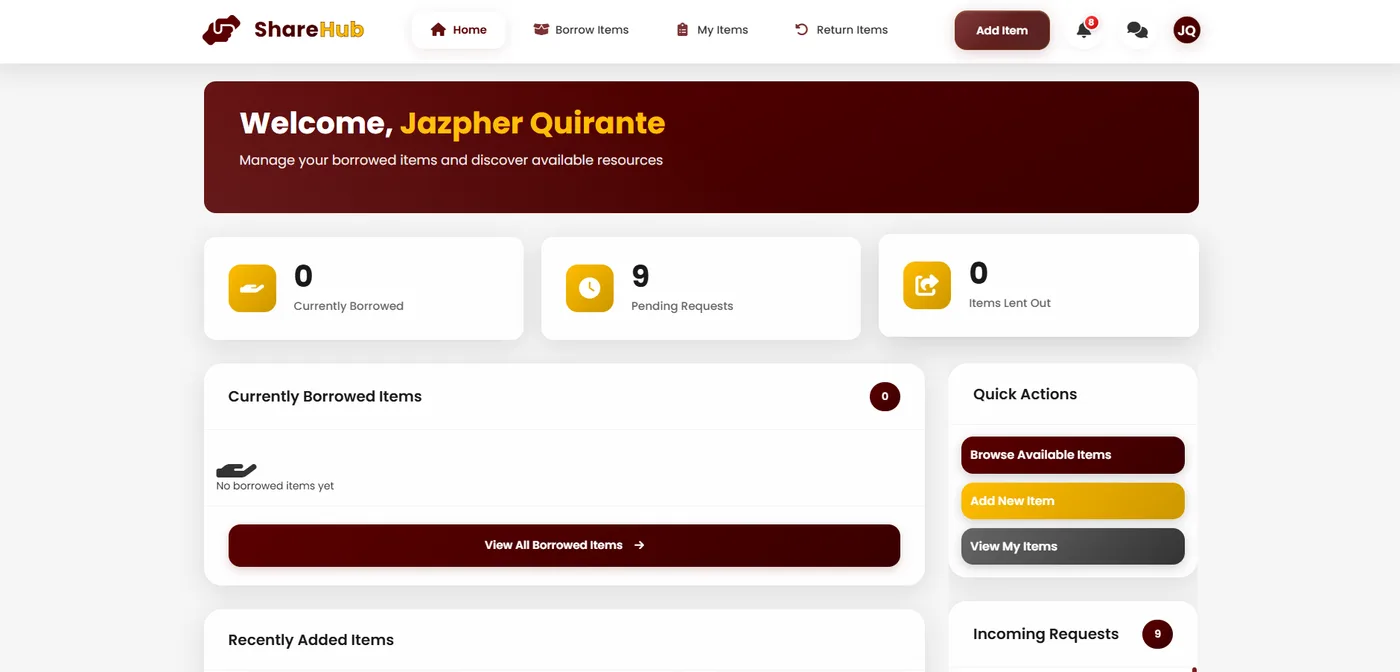 ShareHub
Home
Borrow Items
My Items
Return Items
Add Item
8
JQ
Welcome, Jazpher Quirante
Manage your borrowed items and discover available resources
0
Currently Borrowed
9
Pending Requests
0
Items Lent Out
Currently Borrowed Items
0
No borrowed items yet
View All Borrowed Items
Recently Added Items
Quick Actions
Browse Available Items
Add New Item
View My Items
Incoming Requests
9